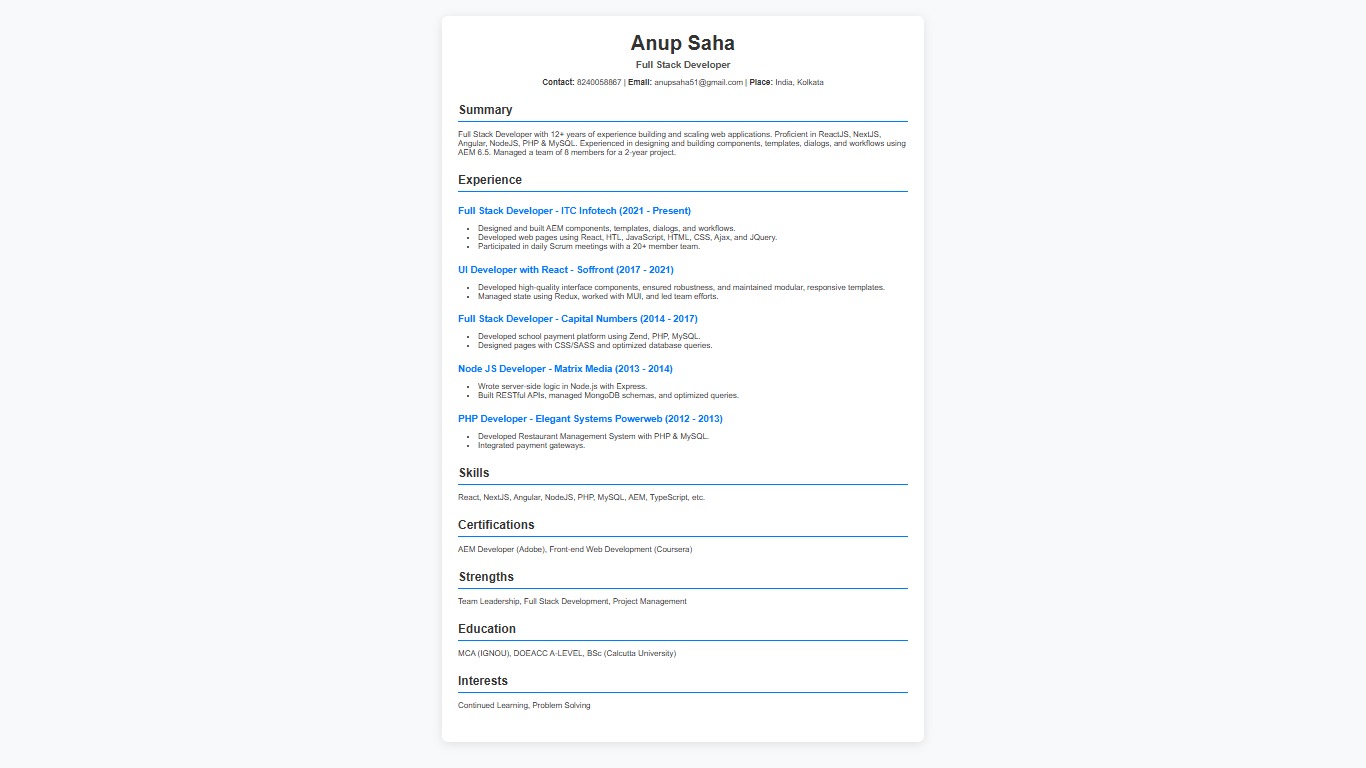 Anup Saha
Full Stack Developer
Contact: 8240058867 | Email: anupsaha51@gmail.com | Place: India, Kolkata
Summary
Full Stack Developer with 12+ years of experience building and scaling web applications. Proficient in ReactJS, NextJS,
Angular, NodeJS, PHP & MySQL. Experienced in designing and building components, templates, dialogs, and workflows using
AEM 6.5. Managed a team of 8 members for a 2-year project.
Experience
Full Stack Developer - ITC Infotech (2021 - Present)
• Designed and built AEM components, templates, dialogs, and workflows.
• Developed web pages using React, HTL, JavaScript, HTML, CSS, Ajax, and JQuery.
• Participated in daily Scrum meetings with a 20+ member team.
UI Developer with React - Soffront (2017 - 2021)
• Developed high-quality interface components, ensured robustness, and maintained modular, responsive templates.
• Managed state using Redux, worked with MUI, and led team efforts.
Full Stack Developer - Capital Numbers (2014 - 2017)
• Developed school payment platform using Zend, PHP, MySQL.
• Designed pages with CSS/SASS and optimized database queries.
Node JS Developer - Matrix Media (2013 - 2014)
• Wrote server-side logic in Node.js with Express.
• Built RESTful APIs, managed MongoDB schemas, and optimized queries.
PHP Developer - Elegant Systems Powerweb (2012 - 2013)
• Developed Restaurant Management System with PHP & MySQL.
• Integrated payment gateways.
Skills
React, NextJS, Angular, NodeJS, PHP, MySQL, AEM, TypeScript, etc.
Certifications
AEM Developer (Adobe), Front-end Web Development (Coursera)
Strengths
Team Leadership, Full Stack Development, Project Management
Education
MCA (IGNOU), DOEACC A-LEVEL, BSc (Calcutta University)
Interests
Continued Learning, Problem Solving